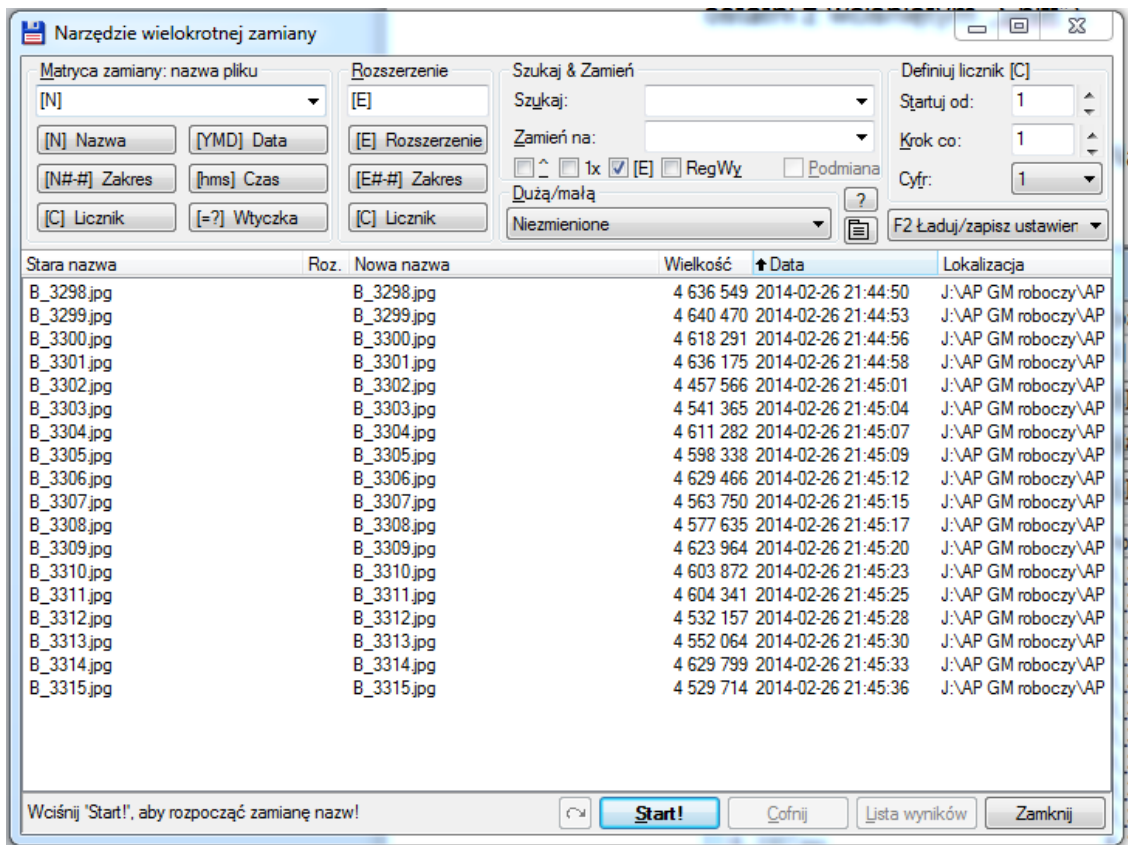 Narzędzie wielokrotnej zamiany
Matryca zamiany: nazwa pliku
Rozszerzenie
Szukaj & Zamień
Definiuj licznik [C]
[N]
[E]
Szukaj:
Startuj od: 1
[N] Nazwa
[YMD] Data
[E] Rozszerzenie
Zamień na:
Krok co: 1
[N#-#] Zakres
[hms] Czas
[E#-#] Zakres
^ 1x [E] RegWy Podmiana
Cyfr: 1
[C] Licznik
[=?] Wtyczka
[C] Licznik
Dużą/małą
?
Niezmienione
F2 Ładuj/zapisz ustawien
Stara nazwa Roz. Nowa nazwa Wielkość Data Lokalizacja
B_3298.jpg B_3298.jpg 4 636 549 2014-02-26 21:44:50 J:\AP GM roboczy\AP
B_3299.jpg B_3299.jpg 4 640 470 2014-02-26 21:44:53 J:\AP GM roboczy\AP
B_3300.jpg B_3300.jpg 4 618 291 2014-02-26 21:44:56 J:\AP GM roboczy\AP
B_3301.jpg B_3301.jpg 4 636 175 2014-02-26 21:44:58 J:\AP GM roboczy\AP
B_3302.jpg B_3302.jpg 4 457 566 2014-02-26 21:45:01 J:\AP GM roboczy\AP
B_3303.jpg B_3303.jpg 4 541 365 2014-02-26 21:45:04 J:\AP GM roboczy\AP
B_3304.jpg B_3304.jpg 4 611 282 2014-02-26 21:45:07 J:\AP GM roboczy\AP
B_3305.jpg B_3305.jpg 4 598 338 2014-02-26 21:45:09 J:\AP GM roboczy\AP
B_3306.jpg B_3306.jpg 4 629 466 2014-02-26 21:45:12 J:\AP GM roboczy\AP
B_3307.jpg B_3307.jpg 4 563 750 2014-02-26 21:45:15 J:\AP GM roboczy\AP
B_3308.jpg B_3308.jpg 4 577 635 2014-02-26 21:45:17 J:\AP GM roboczy\AP
B_3309.jpg B_3309.jpg 4 623 964 2014-02-26 21:45:20 J:\AP GM roboczy\AP
B_3310.jpg B_3310.jpg 4 603 872 2014-02-26 21:45:23 J:\AP GM roboczy\AP
B_3311.jpg B_3311.jpg 4 604 341 2014-02-26 21:45:25 J:\AP GM roboczy\AP
B_3312.jpg B_3312.jpg 4 532 157 2014-02-26 21:45:28 J:\AP GM roboczy\AP
B_3313.jpg B_3313.jpg 4 552 064 2014-02-26 21:45:30 J:\AP GM roboczy\AP
B_3314.jpg B_3314.jpg 4 629 799 2014-02-26 21:45:33 J:\AP GM roboczy\AP
B_3315.jpg B_3315.jpg 4 529 714 2014-02-26 21:45:36 J:\AP GM roboczy\AP
Wciśnij "Start!", aby rozpocząć zamianę nazw! Start! Cofnij Lista wyników Zamknij